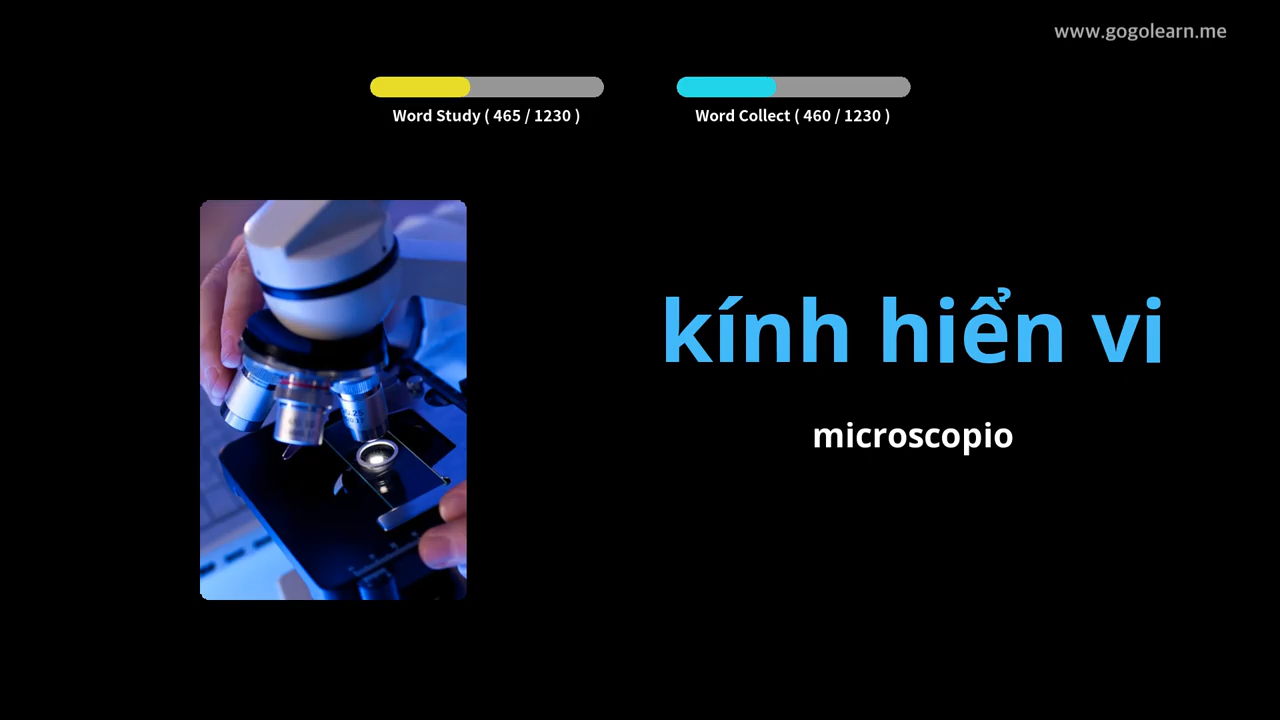 www.gogolearn.me
Word Study ( 465 / 1230 )
Word Collect ( 460 / 1230 )
kính hiển vi
microscopio